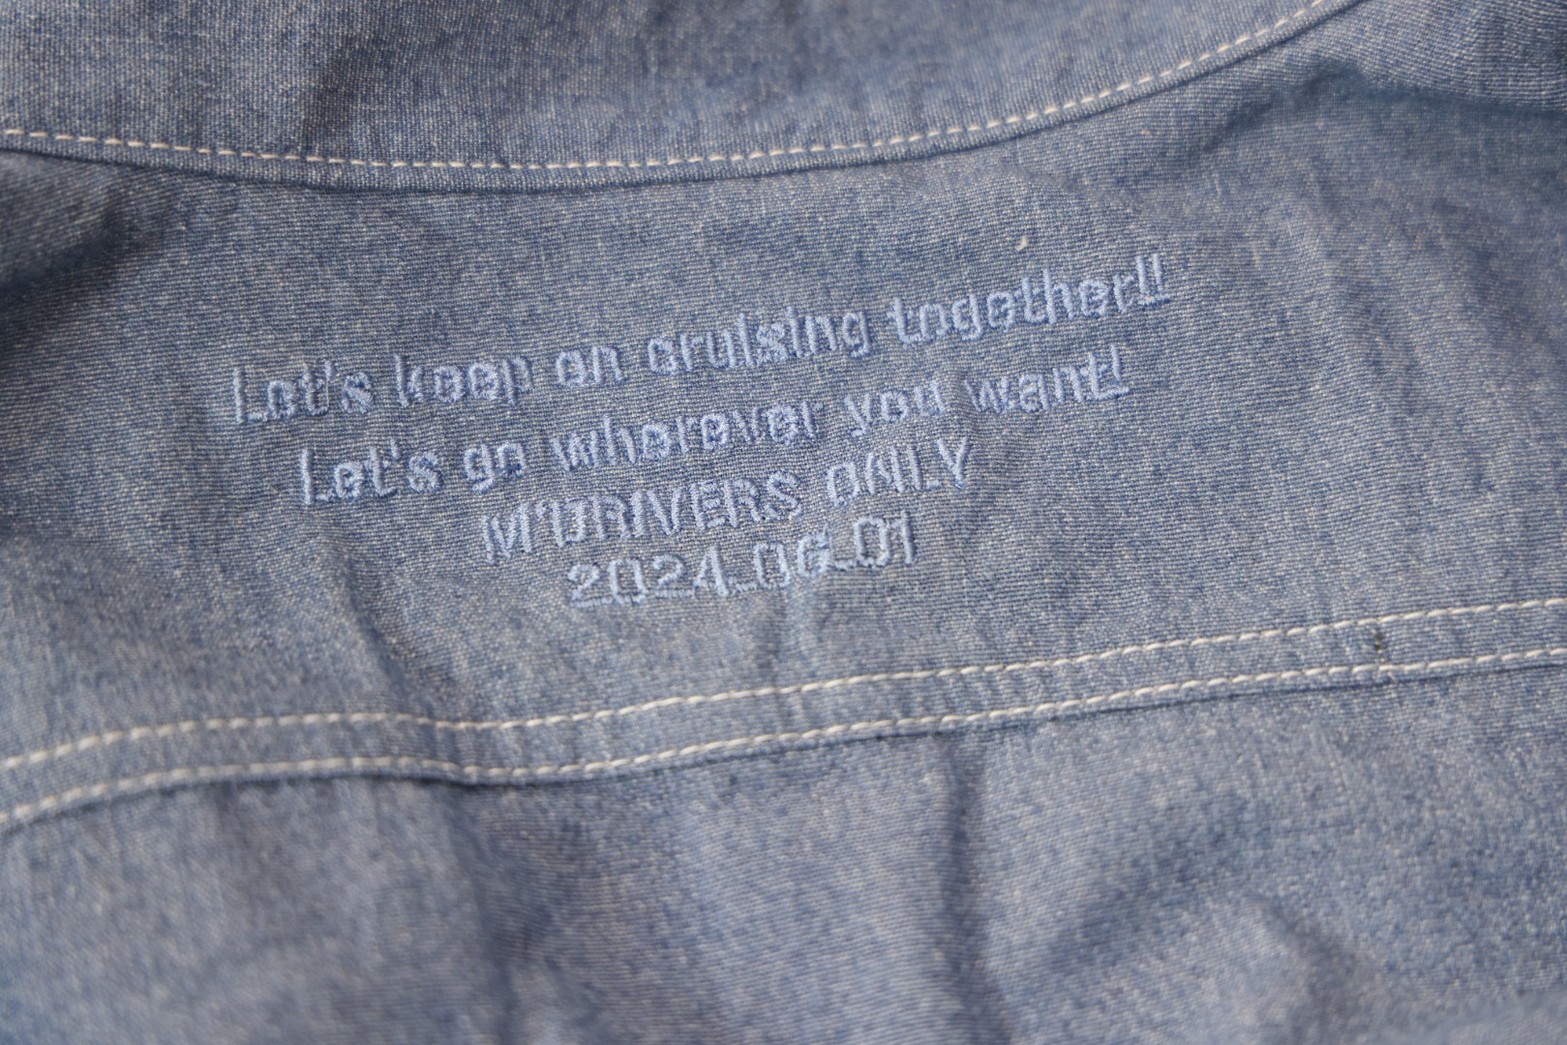 Let's keep on cruising together!!
Let's go wherever you want!
M'DRIVERS ONLY
2024.06.01